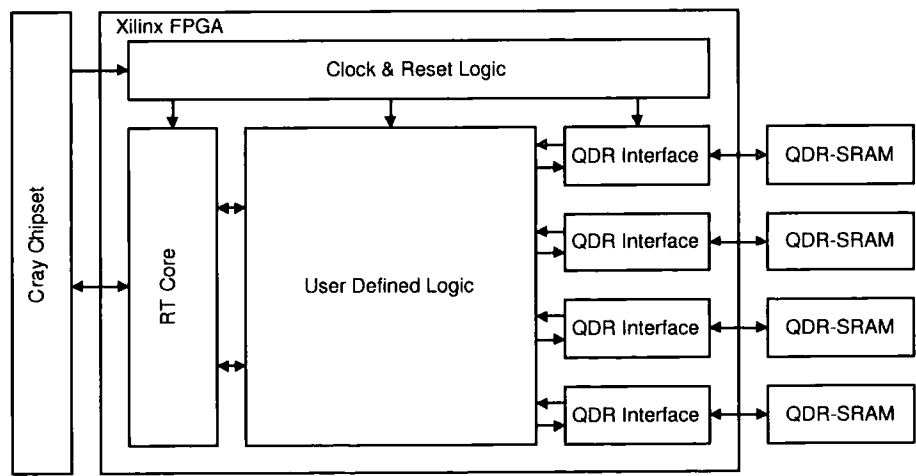 Xilinx FPGA
Clock & Reset Logic
Cray Chipset
RT Core
User Defined Logic
QDR Interface
QDR-SRAM
QDR Interface
QDR-SRAM
QDR Interface
QDR-SRAM
QDR Interface
QDR-SRAM